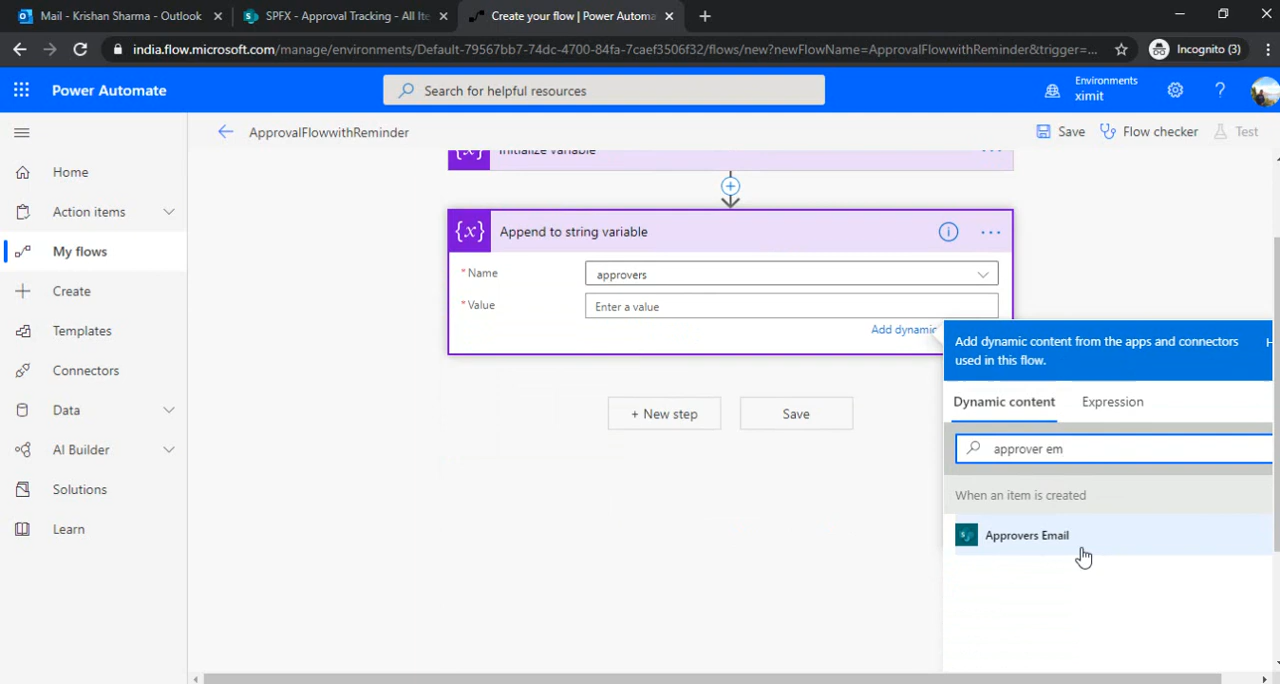 Mail - Krishan Sharma - Outlook
SPFX - Approval Tracking - All Ite
Create your flow | Power Automa
india.flow.microsoft.com/manage/environments/Default-79567bb7-74dc-4700-84fa-7caef3506f32/flows/new?newFlowName=ApprovalFlowwithReminder&trigger=...
Incognito (3)
Power Automate
Search for helpful resources
Environments
ximit
ApprovalFlowwithReminder
Save
Flow checker
Test
Home
Action items
My flows
Create
Templates
Connectors
Data
AI Builder
Solutions
Learn
Initialize variable
{x} Append to string variable
* Name
approvers
* Value
Enter a value
Add dynamic
+ New step
Save
Add dynamic content from the apps and connectors
used in this flow.
Dynamic content
Expression
approver em
When an item is created
Approvers Email